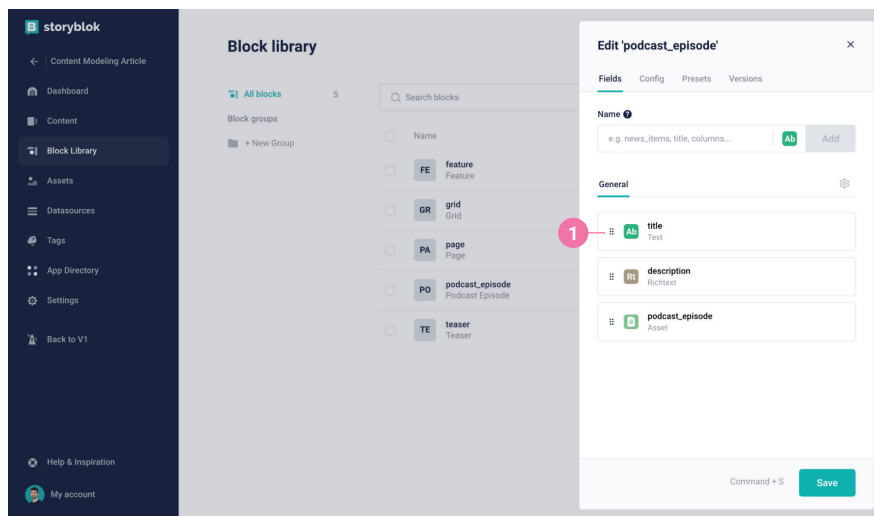 storyblok
Content Modeling Article
Dashboard
Content
Block Library
Assets
Datasources
Tags
App Directory
Settings
Back to V1
Help & Inspiration
My account
Block library
All blocks 5
Block groups
+ New Group
Search blocks
Name
FE feature
Feature
GR grid
Grid
PA page
Page
PO podcast_episode
Podcast Episode
TE teaser
Teaser
Edit 'podcast_episode'
Fields Config Presets Versions
Name
e.g. news_items, title, columns... Ab Add
General
1 Ab title
Text
Rt description
Richtext
podcast_episode
Asset
Command + S Save